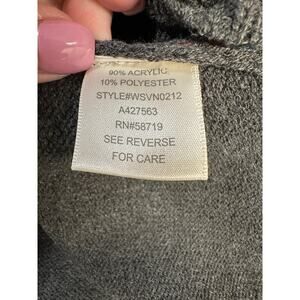 90% ACRYLIC
10% POLYESTER
STYLE#WSVN0212
A427563
RN#58719
SEE REVERSE
FOR CARE